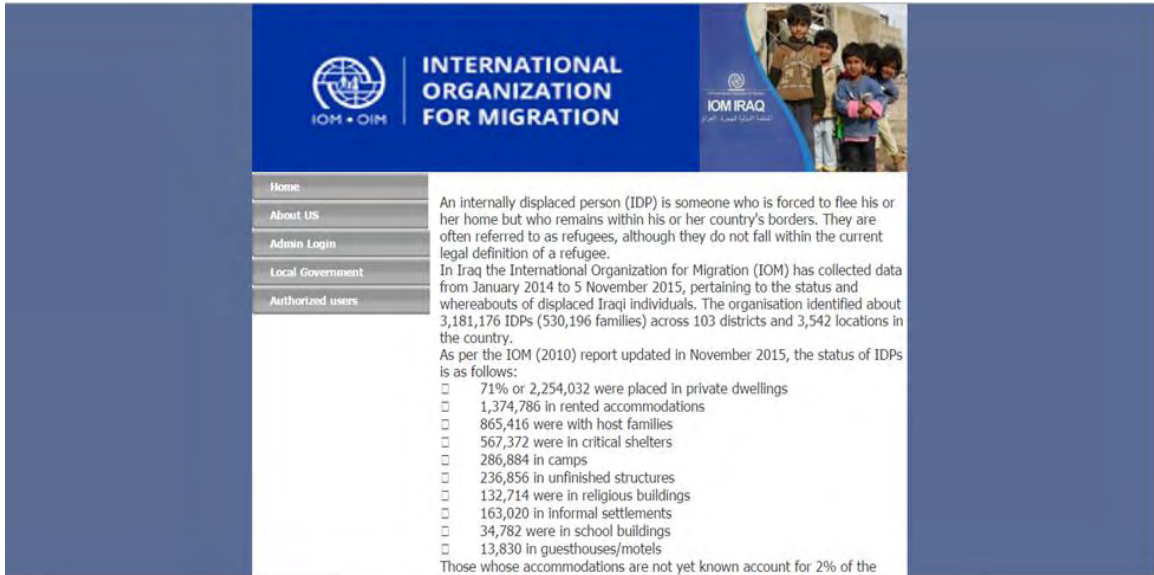 IOM • OIM
INTERNATIONAL
ORGANIZATION
FOR MIGRATION
IOM IRAQ
المنظمة الدولية للهجرة العراق
Home
About US
Admin Login
Local Government
Authorized users
An internally displaced person (IDP) is someone who is forced to flee his or
her home but who remains within his or her country's borders. They are
often referred to as refugees, although they do not fall within the current
legal definition of a refugee.
In Iraq the International Organization for Migration (IOM) has collected data
from January 2014 to 5 November 2015, pertaining to the status and
whereabouts of displaced Iraqi individuals. The organisation identified about
3,181,176 IDPs (530,196 families) across 103 districts and 3,542 locations in
the country.
As per the IOM (2010) report updated in November 2015, the status of IDPs
is as follows:
71% or 2,254,032 were placed in private dwellings
1,374,786 in rented accommodations
865,416 were with host families
567,372 were in critical shelters
286,884 in camps
236,856 in unfinished structures
132,714 were in religious buildings
163,020 in informal settlements
34,782 were in school buildings
13,830 in guesthouses/motels
Those whose accommodations are not yet known account for 2% of the